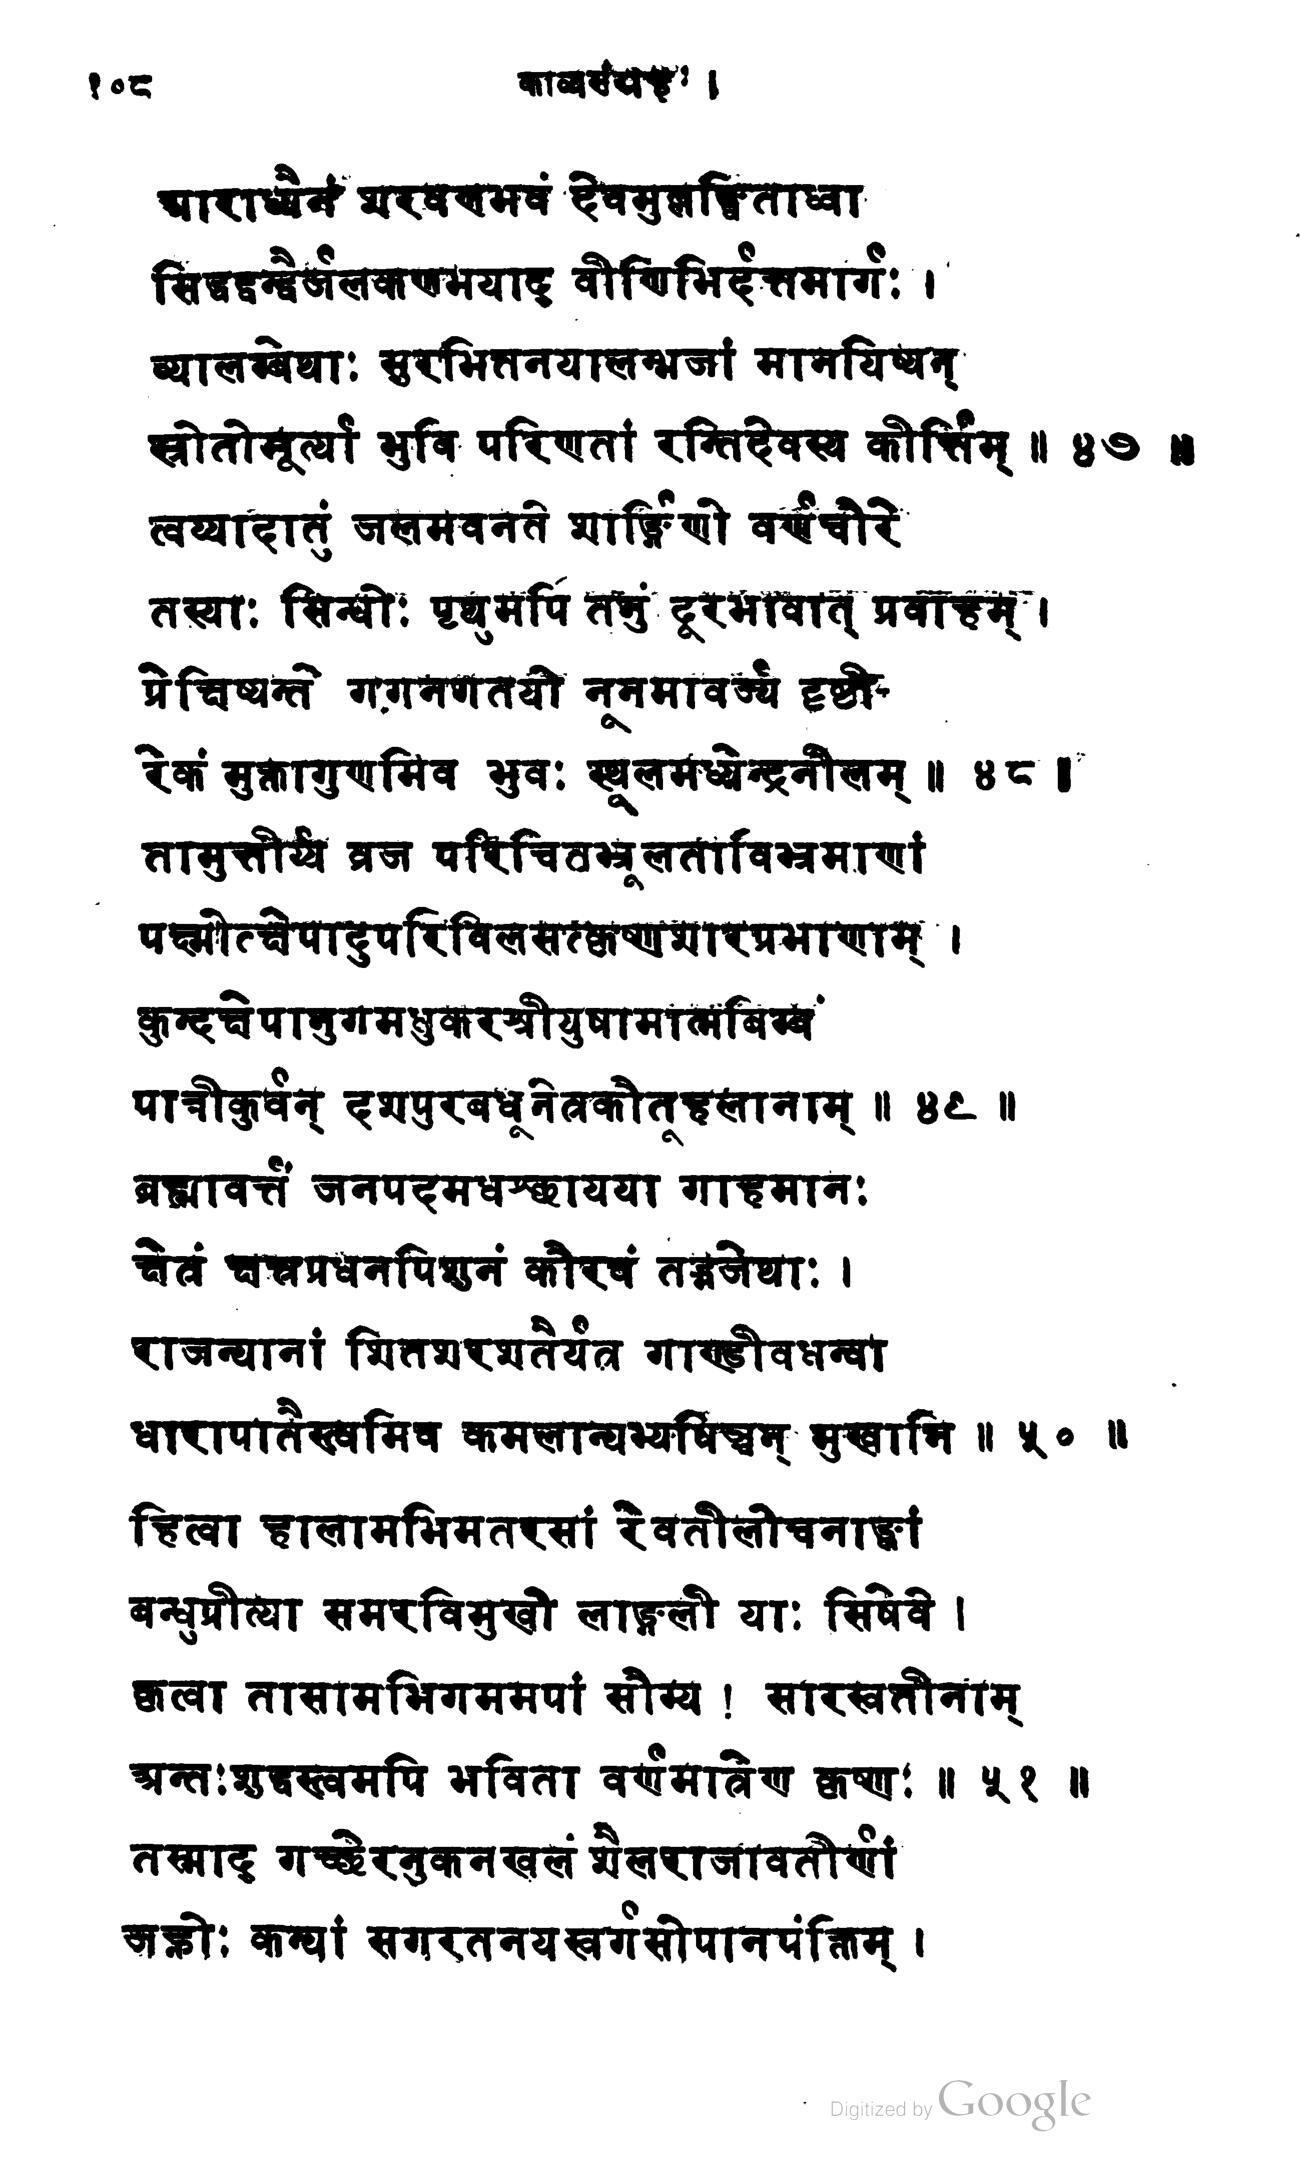 १०८ काव्यसंग्रहः ।
आराध्यैनं शरवणभवं देवमुल्लङ्घिताध्वा
सिद्धद्वन्द्वैर्जलकणभयाद् वीणिभिर्दत्तमार्गः ।
व्यालम्बेथाः सुरभितनयालम्भजां मानयिष्यन्
स्रोतोमूर्त्या भुवि परिणतां रन्तिदेवस्य कीर्त्तिम् ॥ ४७ ॥
त्वय्यादातुं जलमवनते शार्ङ्गिणो वर्णचौरे
तस्याः सिन्धोः पृथुमपि तनुं दूरभावात् प्रवाहम् ।
प्रेक्षिष्यन्ते गगनगतयो नूनमावर्ज्य दृष्टी-
रेकं मुक्तागुणमिव भुवः स्थूलमध्येन्द्रनीलम् ॥ ४८ ॥
तामुत्तीर्य्य व्रज परिचितभ्रूलताविभ्रमाणां
पक्ष्मोत्क्षेपादुपरिविलसत्कृष्णशारप्रभाणाम् ।
कुन्दक्षेपानुगमधुकरश्रीयुषामात्मबिम्बं
पात्रीकुर्वन् दशपुरबधूनेत्रकौतूहलानाम् ॥ ४९ ॥
ब्रह्मावर्त्तं जनपदमधश्छायया गाहमानः
क्षेत्रं क्षत्रप्रधनपिशुनं कौरवं तद्भजेथाः ।
राजन्यानां शितशरशतैर्यत्र गाण्डीवधन्वा
धारापातैस्त्वमिव कमलान्यभ्यषिञ्चन् मुखानि ॥ ५० ॥
हित्वा हालामभिमतरसां रेवतीलोचनाङ्कां
बन्धुप्रीत्या समरविमुखो लाङ्गली याः सिषेवे ।
कृत्वा तासामभिगममपां सौम्य ! सारस्वतीनाम्
अन्तःशुद्धस्त्वमपि भविता वर्णमात्रेण कृष्णः ॥ ५१ ॥
तस्माद् गच्छेरनुकनखलं शैलराजावतीर्णां
जह्नोः कन्यां सगरतनयस्वर्गसोपानपंक्तिम् ।
Digitized by Google